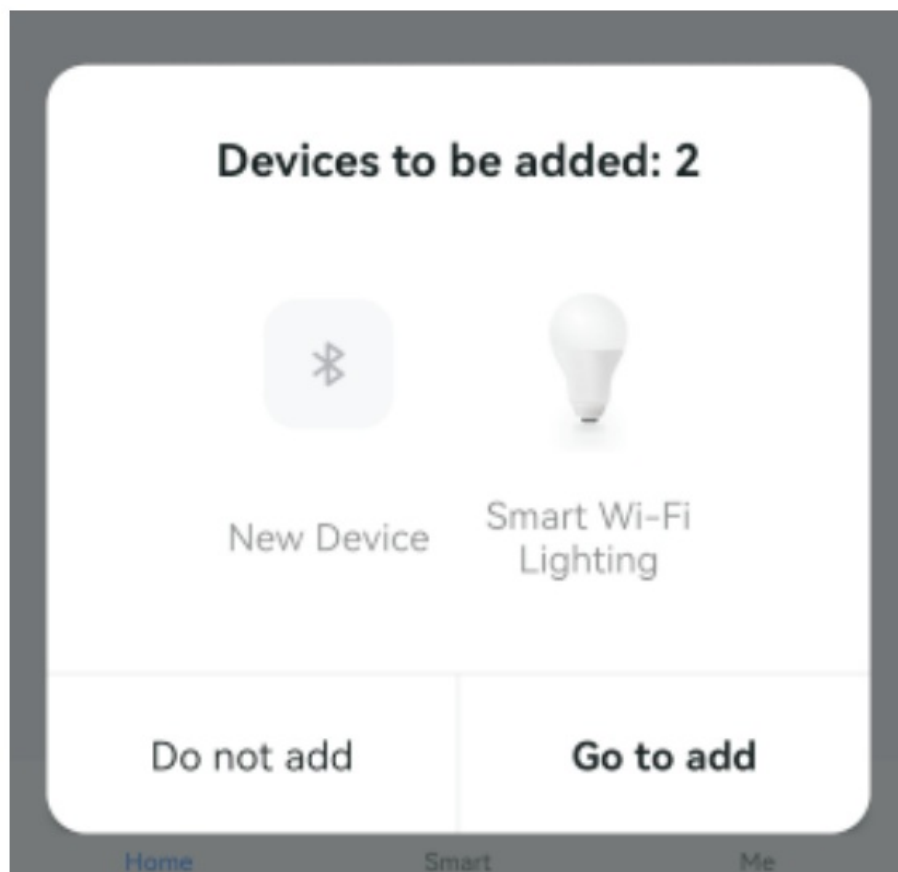 Devices to be added: 2
New Device
Smart Wi-Fi
Lighting
Do not add
Go to add
Home
Smart
Me